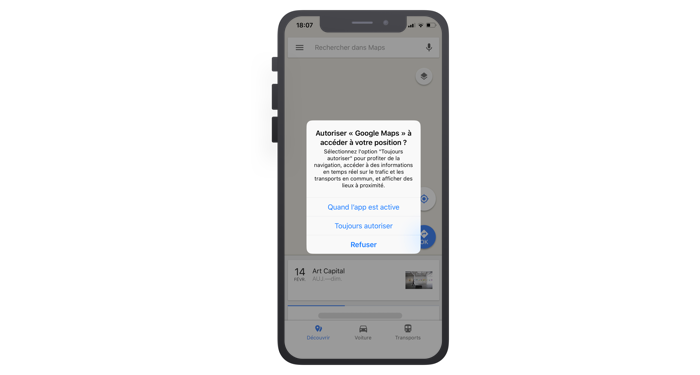 18:07
Rechercher dans Maps
Autoriser « Google Maps » à
accéder à votre position ?
Sélectionnez l'option "Toujours
autoriser" pour profiter de la
navigation, accéder à des informations
en temps réel sur le trafic et les
transports en commun, et afficher des
lieux à proximité.
Quand l'app est active
Toujours autoriser
Refuser
14
Art Capital
Découvrir
Voiture
Transports